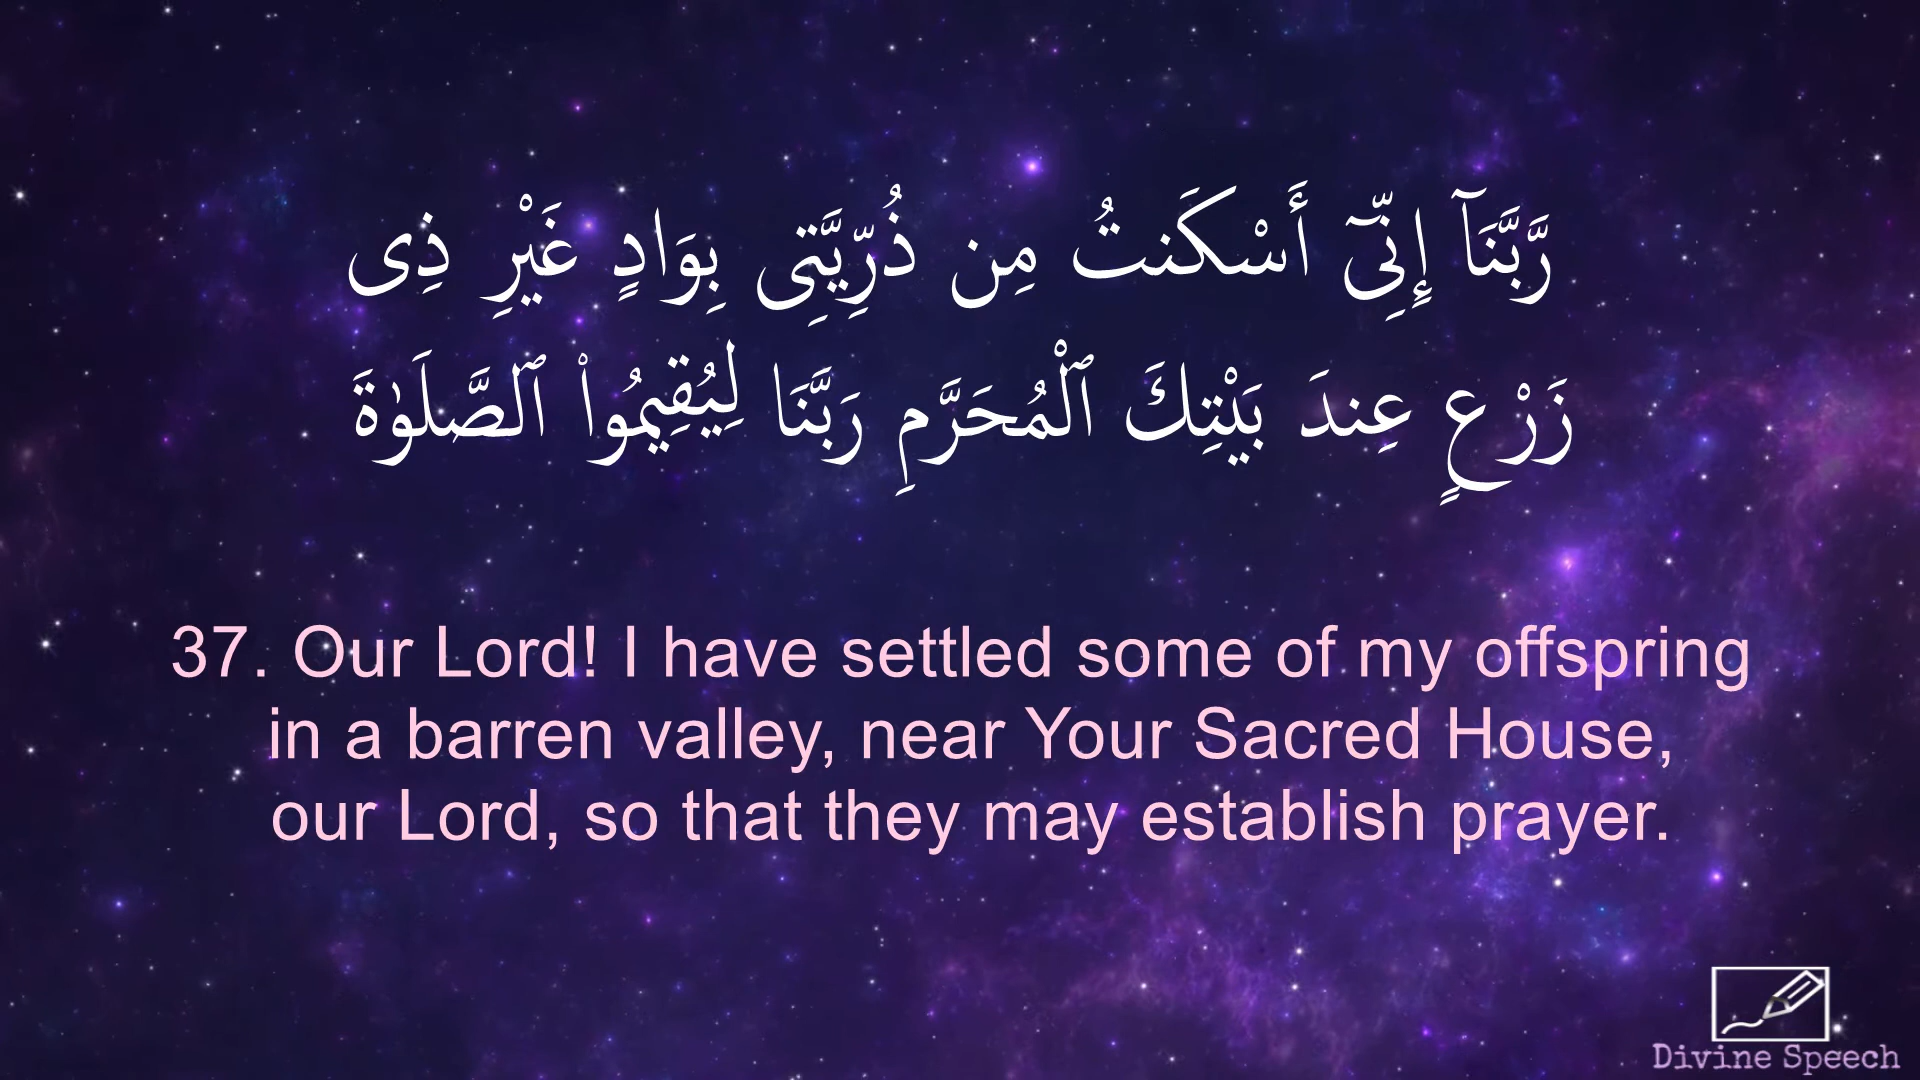 رَّبَّنَآ إِنِّىٓ أَسْكَنتُ مِن ذُرِّيَّتِى بِوَادٍ غَيْرِ ذِى
زَرْعٍ عِندَ بَيْتِكَ ٱلْمُحَرَّمِ رَبَّنَا لِيُقِيمُوا۟ ٱلصَّلَوٰةَ
37. Our Lord! I have settled some of my offspring
in a barren valley, near Your Sacred House,
our Lord, so that they may establish prayer.
Divine Speech